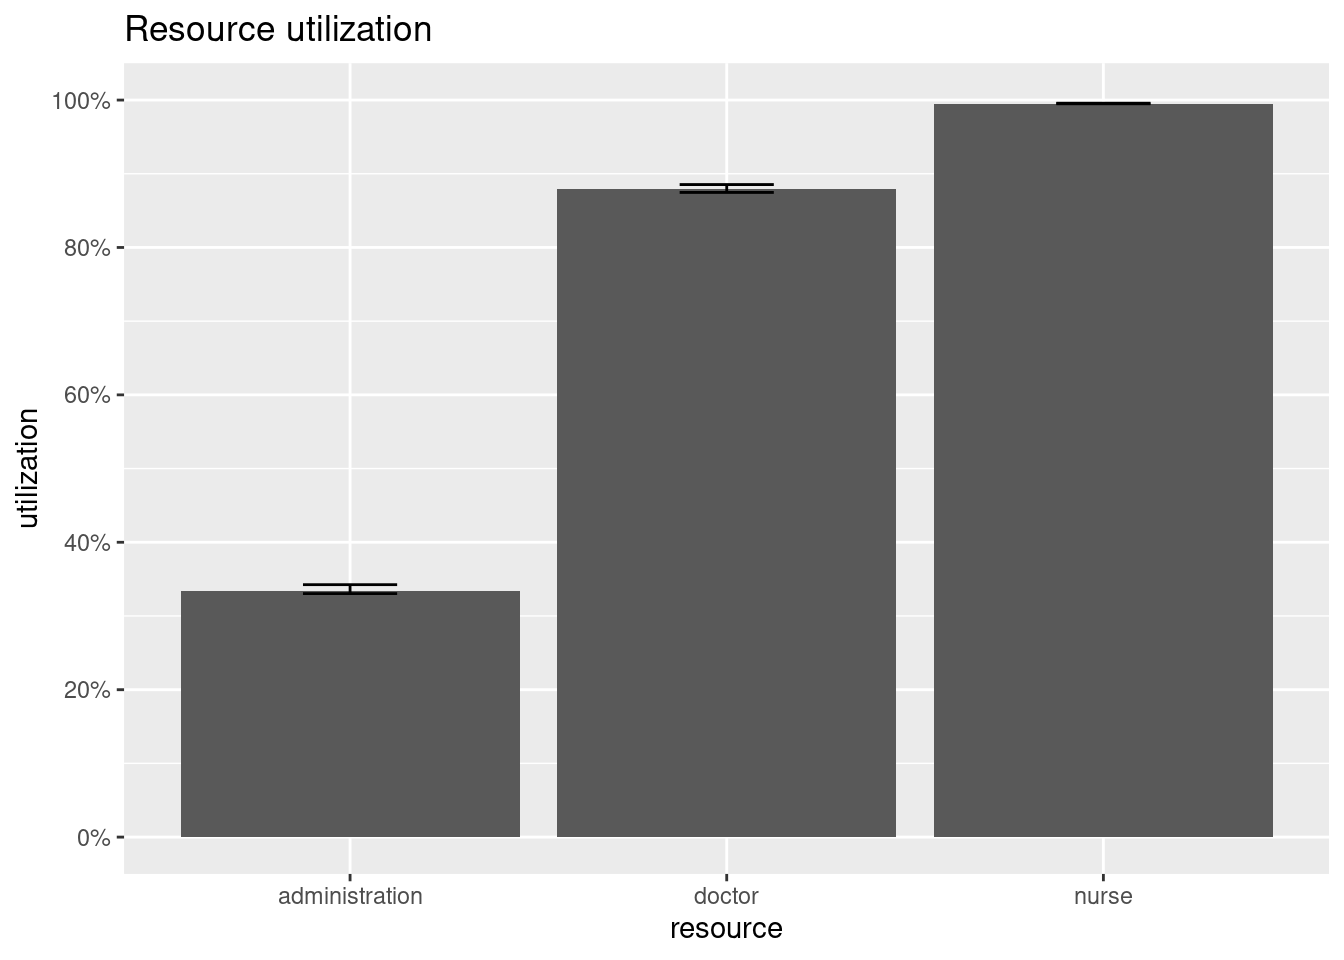 Resource utilization
100%
80%
60%
40%
20%
0%
utilization
administration
doctor
nurse
resource